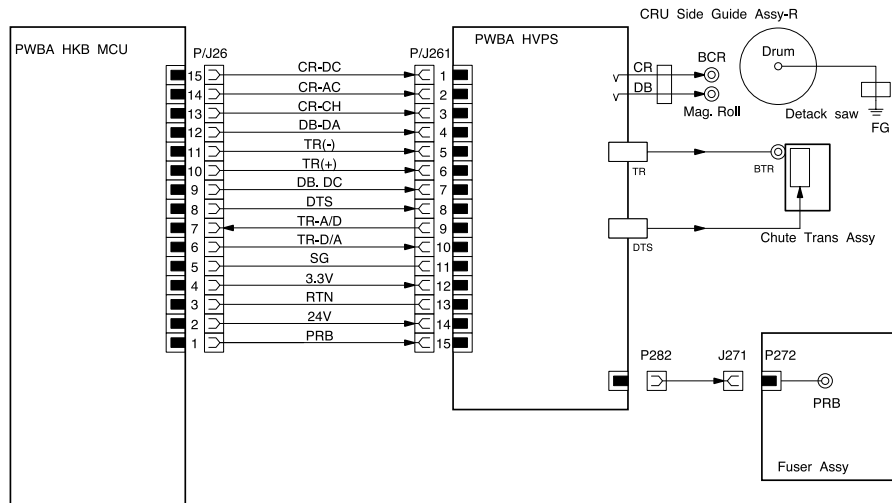 CRU Side Guide Assy-R
PWBA HKB MCU
P/J26
P/J261
PWBA HVPS
15 CR-DC 1
14 CR-AC 2
13 CR-CH 3
12 DB-DA 4
11 TR(-) 5
10 TR(+) 6
9 DB. DC 7
8 DTS 8
7 TR-A/D 9
6 TR-D/A 10
5 SG 11
4 3.3V 12
3 RTN 13
2 24V 14
1 PRB 15
CR
DB
BCR
Mag. Roll
Drum
Detack saw
FG
TR
BTR
DTS
Chute Trans Assy
P282
J271
P272
PRB
Fuser Assy